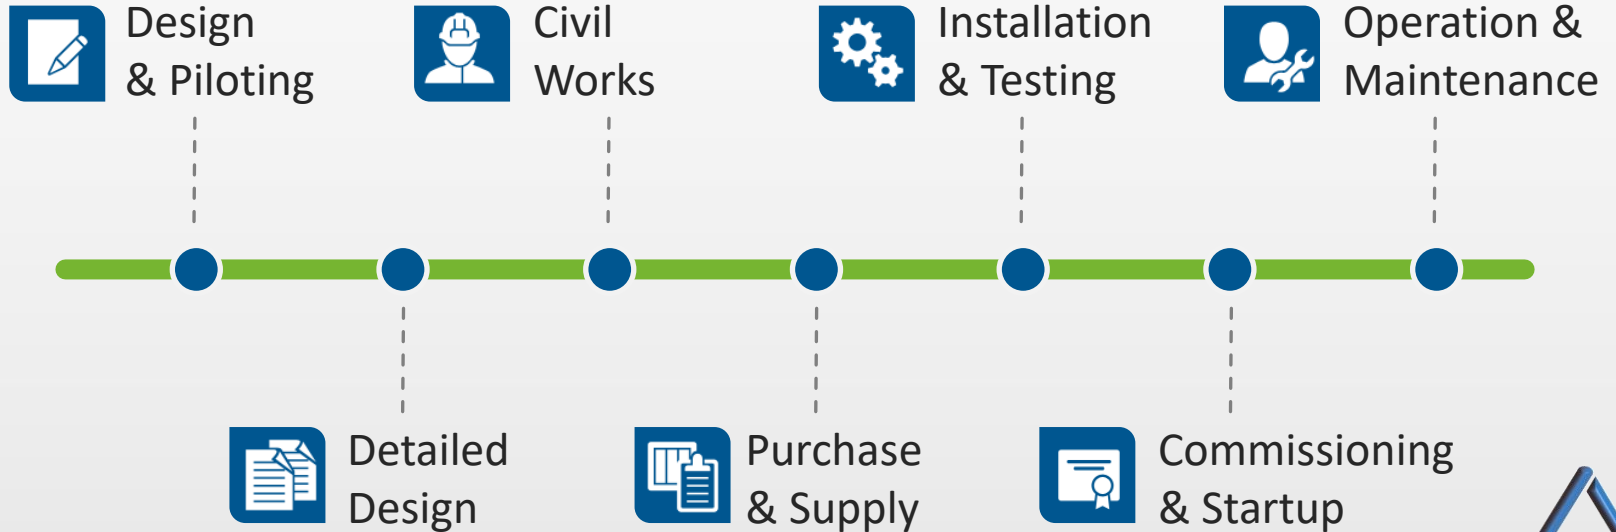 Design
& Piloting
Civil
Works
Installation
& Testing
Operation &
Maintenance
Detailed
Design
Purchase
& Supply
Commissioning
& Startup